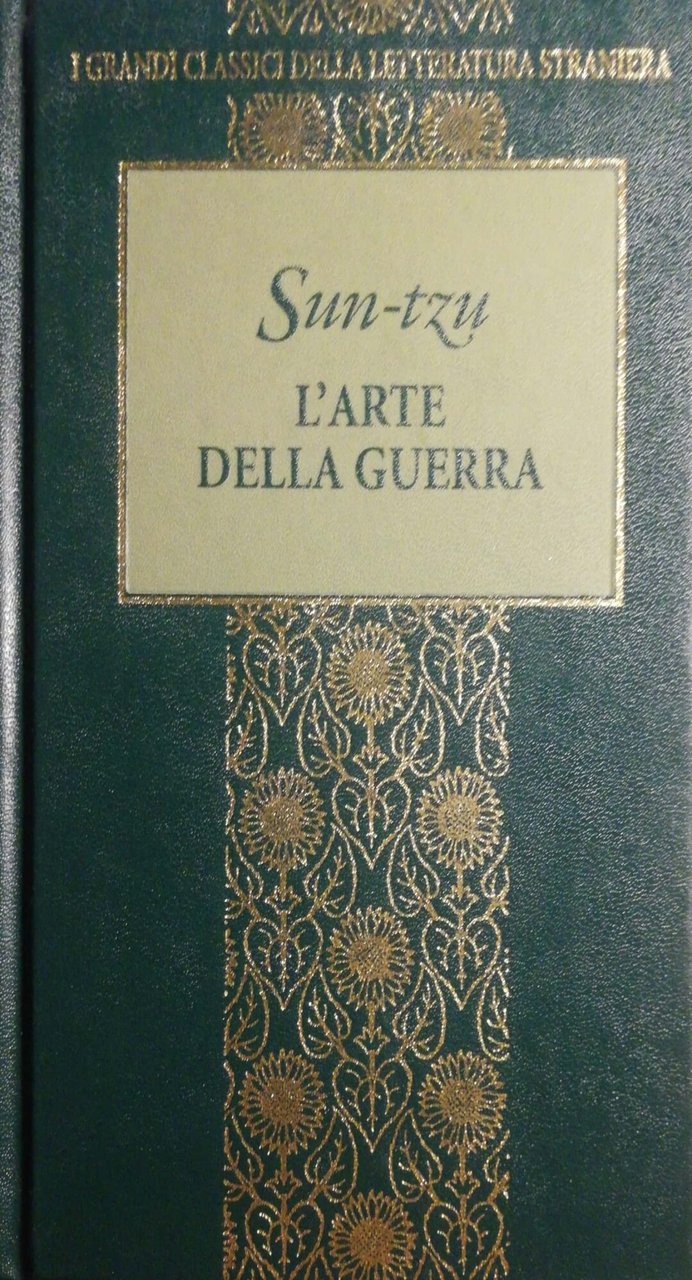 I GRANDI CLASSICI DELLA LETTERATURA STRANIERA
Sun-tzu
L'ARTE
DELLA GUERRA